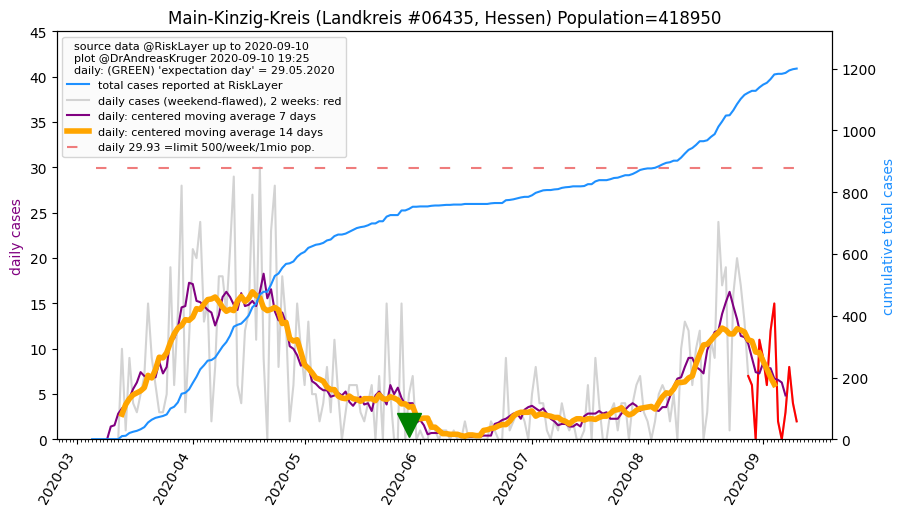 Main-Kinzig-Kreis (Landkreis #06435, Hessen) Population=418950
source data @RiskLayer up to 2020-09-10
plot @DrAndreasKruger 2020-09-10 19:25
daily: (GREEN) 'expectation day' = 29.05.2020
total cases reported at RiskLayer
daily cases (weekend-flawed), 2 weeks: red
daily: centered moving average 7 days
daily: centered moving average 14 days
daily 29.93 =limit 500/week/1mio pop.
daily cases
45
40
35
30
25
20
15
10
5
0
1200
1000
800
600
400
200
0
cumulative total cases
2020-03
2020-04
2020-05
2020-06
2020-07
2020-08
2020-09